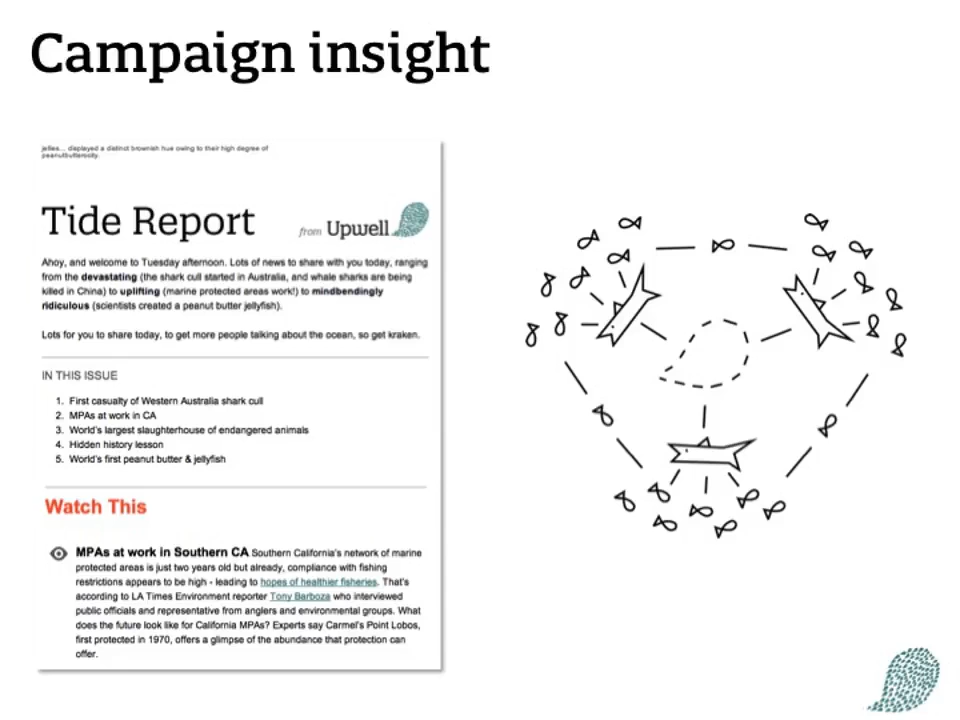 Campaign insight
jellies... displayed a distinct brownish hue owing to their high degree of
peanutbutterocity.
Tide Report
from Upwell
Ahoy, and welcome to Tuesday afternoon. Lots of news to share with you today, ranging
from the devastating (the shark cull started in Australia, and whale sharks are being
killed in China) to uplifting (marine protected areas work!) to mindbendingly
ridiculous (scientists created a peanut butter jellyfish).
Lots for you to share today, to get more people talking about the ocean, so get kraken.
IN THIS ISSUE
1. First casualty of Western Australia shark cull
2. MPAs at work in CA
3. World's largest slaughterhouse of endangered animals
4. Hidden history lesson
5. World's first peanut butter & jellyfish
Watch This
MPAs at work in Southern CA Southern California's network of marine
protected areas is just two years old but already, compliance with fishing
restrictions appears to be high - leading to hopes of healthier fisheries. That's
according to LA Times Environment reporter Tony Barboza who interviewed
public officials and representative from anglers and environmental groups. What
does the future look like for California MPAs? Experts say Carmel's Point Lobos,
first protected in 1970, offers a glimpse of the abundance that protection can
offer.